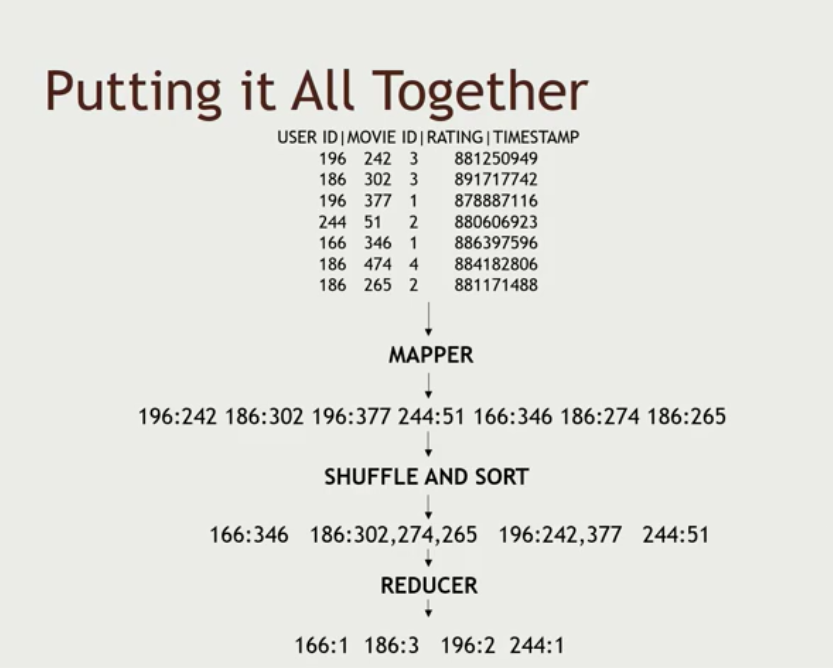 Putting it All Together
USER ID|MOVIE ID|RATING|TIMESTAMP
196 242 3 881250949
186 302 3 891717742
196 377 1 878887116
244 51 2 880606923
166 346 1 886397596
186 474 4 884182806
186 265 2 881171488
MAPPER
196:242 186:302 196:377 244:51 166:346 186:274 186:265
SHUFFLE AND SORT
166:346 186:302,274,265 196:242,377 244:51
REDUCER
166:1 186:3 196:2 244:1